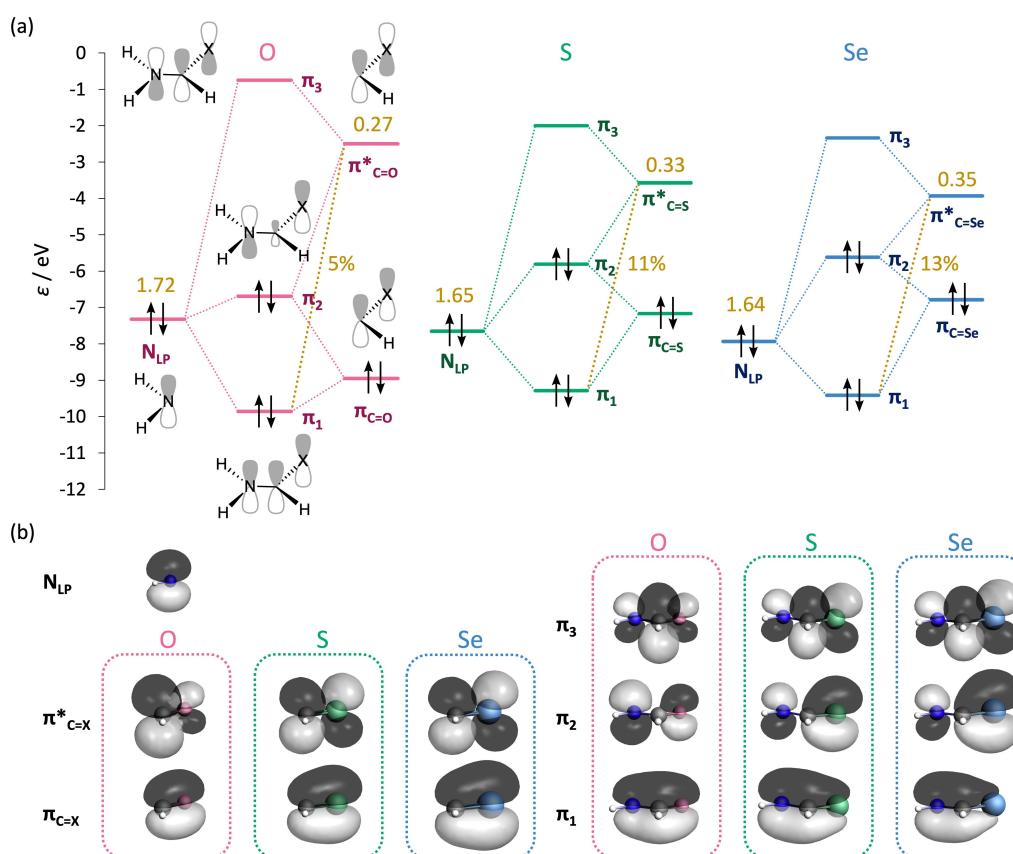 (a)
O
S
Se
ε / eV
0
-1
-2
-3
-4
-5
-6
-7
-8
-9
-10
-11
-12
H
N
H
H
X
X
H
π₃
0.27
π*C=O
H
N
H
H
X
5%
1.72
π₂
X
H
NLP
πC=O
H
N
H
π₁
X
H
N
H
H
π₃
0.33
π*C=S
π₂
11%
1.65
NLP
πC=S
π₁
π₃
0.35
π*C=Se
π₂
13%
1.64
NLP
πC=Se
π₁
(b)
NLP
O
S
Se
π*C=X
πC=X
O
S
Se
π₃
π₂
π₁